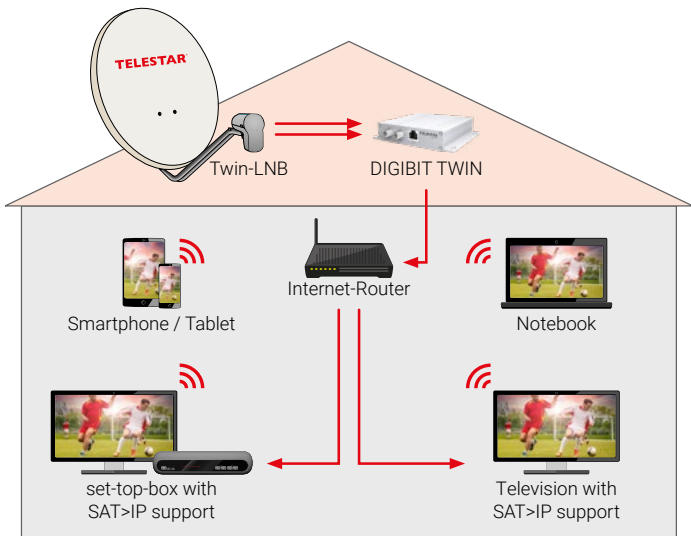 TELESTAR
Twin-LNB
DIGIBIT TWIN
Internet-Router
Smartphone / Tablet
Notebook
set-top-box with
SAT>IP support
Television with
SAT>IP support